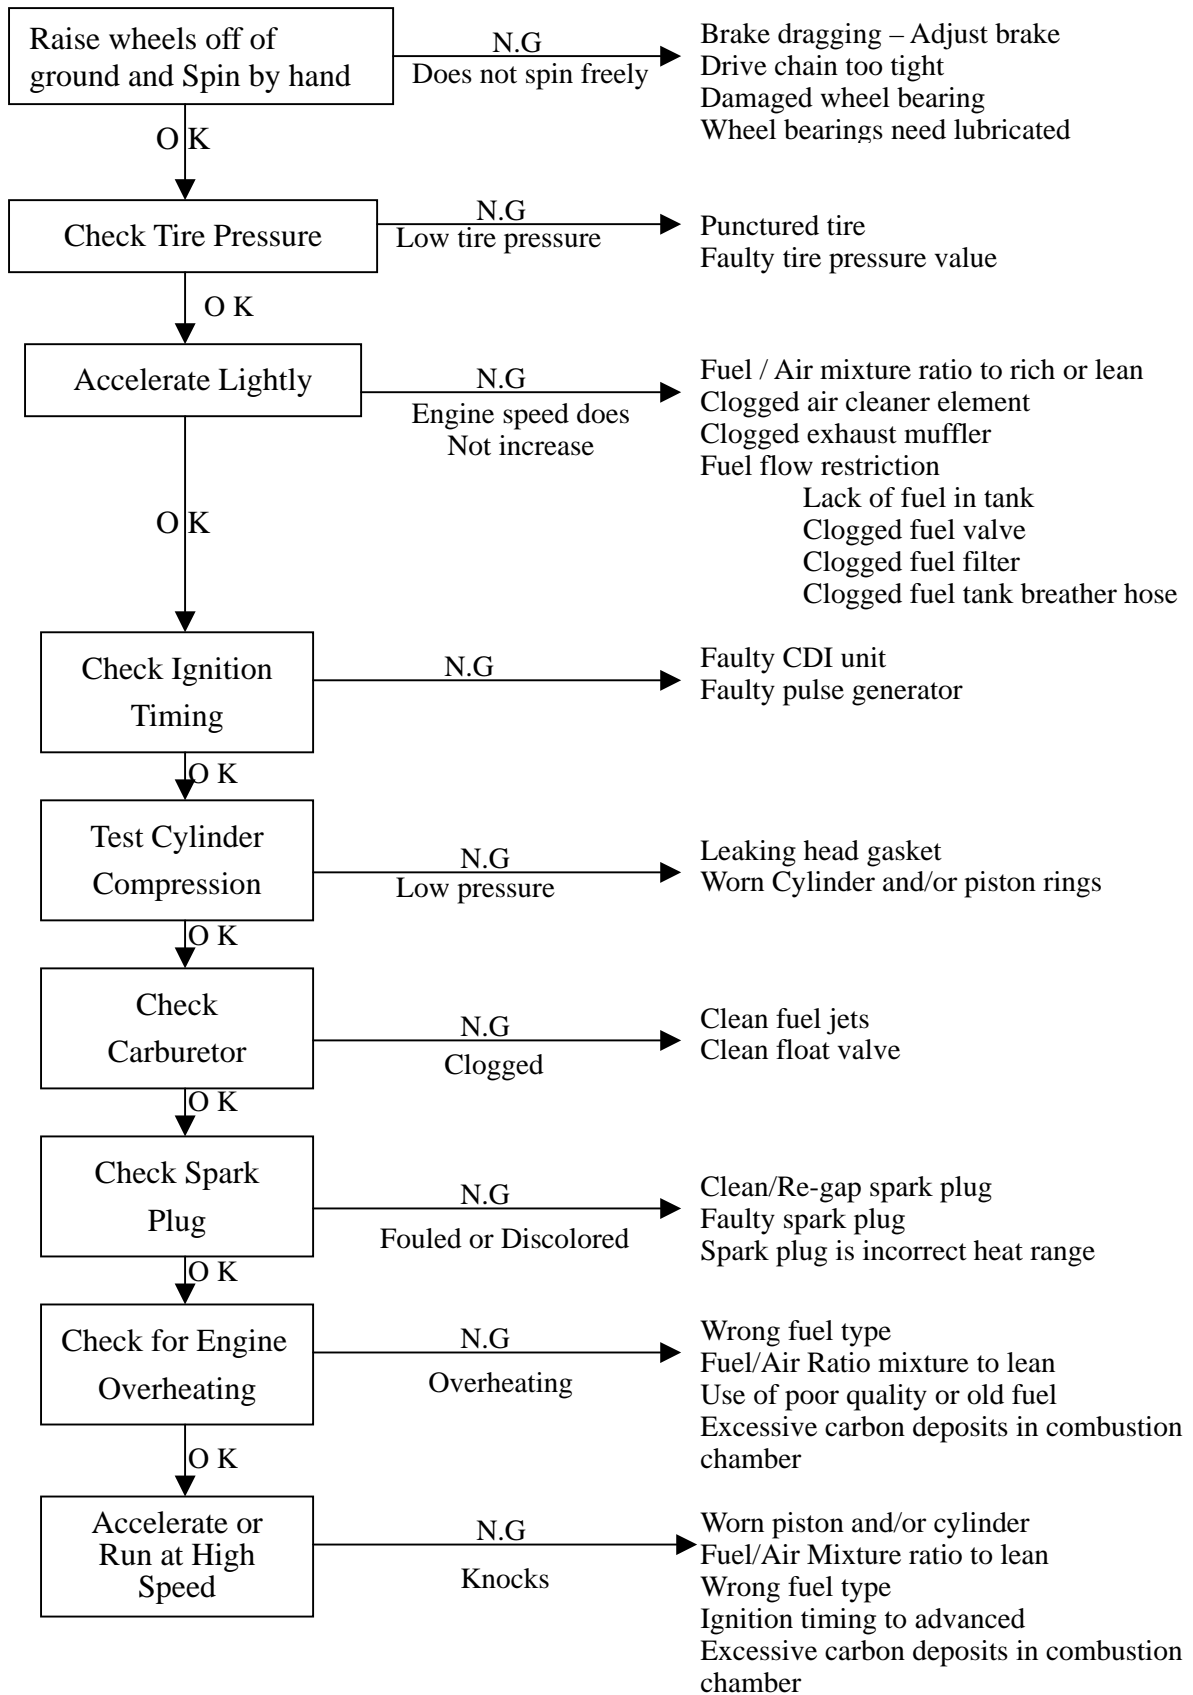 Raise wheels off of
ground and Spin by hand
N.G
Does not spin freely
Brake dragging – Adjust brake
Drive chain too tight
Damaged wheel bearing
Wheel bearings need lubricated
O K
Check Tire Pressure
N.G
Low tire pressure
Punctured tire
Faulty tire pressure value
O K
Accelerate Lightly
N.G
Engine speed does
Not increase
Fuel / Air mixture ratio to rich or lean
Clogged air cleaner element
Clogged exhaust muffler
Fuel flow restriction
Lack of fuel in tank
Clogged fuel valve
Clogged fuel filter
Clogged fuel tank breather hose
O K
Check Ignition
Timing
N.G
Faulty CDI unit
Faulty pulse generator
O K
Test Cylinder
Compression
N.G
Low pressure
Leaking head gasket
Worn Cylinder and/or piston rings
O K
Check
Carburetor
N.G
Clogged
Clean fuel jets
Clean float valve
O K
Check Spark
Plug
N.G
Fouled or Discolored
Clean/Re-gap spark plug
Faulty spark plug
Spark plug is incorrect heat range
O K
Check for Engine
Overheating
N.G
Overheating
Wrong fuel type
Fuel/Air Ratio mixture to lean
Use of poor quality or old fuel
Excessive carbon deposits in combustion
chamber
O K
Accelerate or
Run at High
Speed
N.G
Knocks
Worn piston and/or cylinder
Fuel/Air Mixture ratio to lean
Wrong fuel type
Ignition timing to advanced
Excessive carbon deposits in combustion
chamber